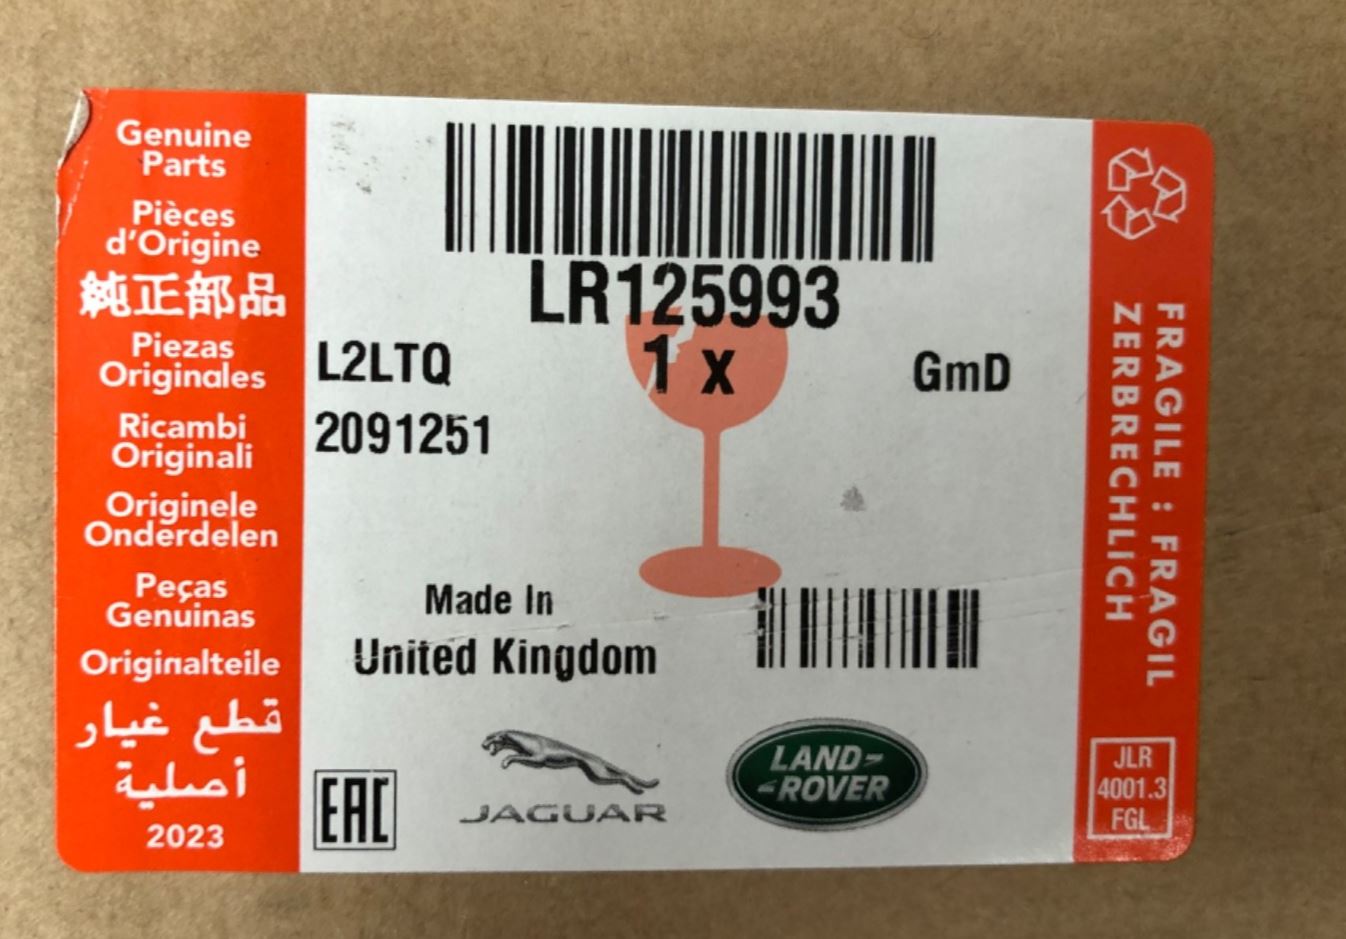 Genuine
Parts
Pièces
d'Origine
純正部品
Piezas
Originales
Ricambi
Originali
Originele
Onderdelen
Peças
Genuinas
Originalteile
قطع غيار
أصلية
2023
LR125993
1 x
L2LTQ
GmD
2091251
Made In
United Kingdom
EAC
JAGUAR
LAND-
-ROVER
FRAGILE : FRAGIL
ZERBRECHLICH
JLR
4001.3
FGL